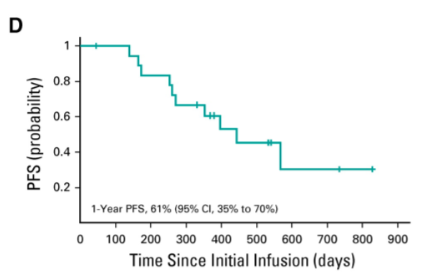 D
PFS (probability)
1
0.8
0.6
0.4
0.2
1-Year PFS, 61% (95% CI, 35% to 70%)
0 100 200 300 400 500 600 700 800 900
Time Since Initial Infusion (days)